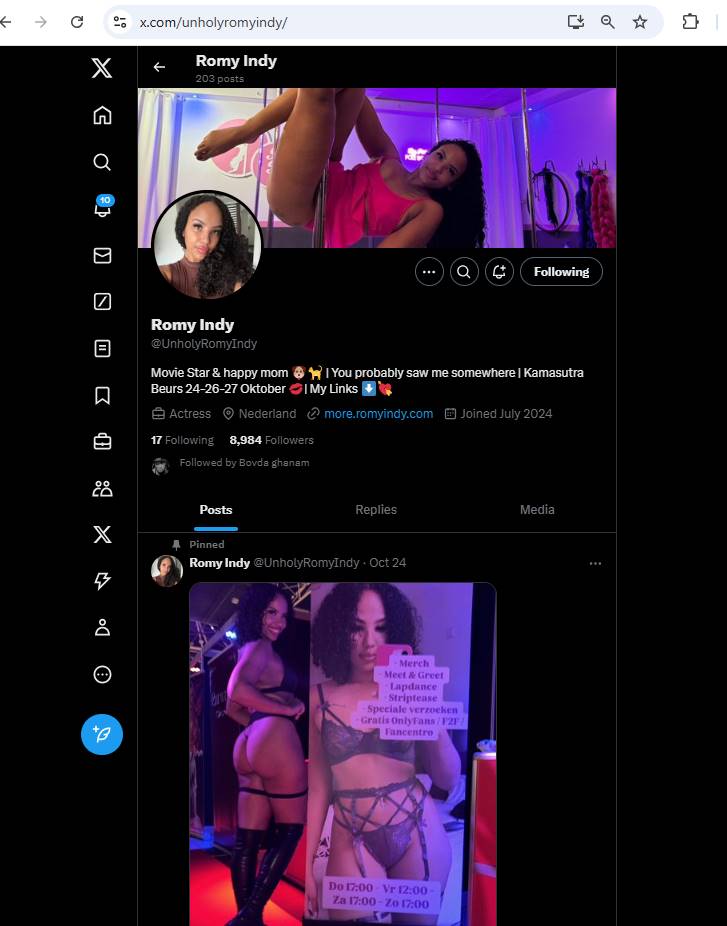 x.com/unholyromyindy/
Romy Indy
203 posts
10
Following
Romy Indy
@UnholyRomyIndy
Movie Star & happy mom 🐶🐈 | You probably saw me somewhere | Kamasutra
Beurs 24-26-27 Oktober 💋 | My Links ⬇️💘
Actress Nederland more.romyindy.com Joined July 2024
17 Following 8,984 Followers
Followed by Bovda ghanam
Posts Replies Media
Pinned
Romy Indy @UnholyRomyIndy · Oct 24
· Merch
· Meet & Greet
· Lapdance
· Striptease
· Speciale verzoeken
· Gratis OnlyFans / F2F /
Fancentro
Do 17:00 - Vr 12:00 -
Za 17:00 - Zo 17:00